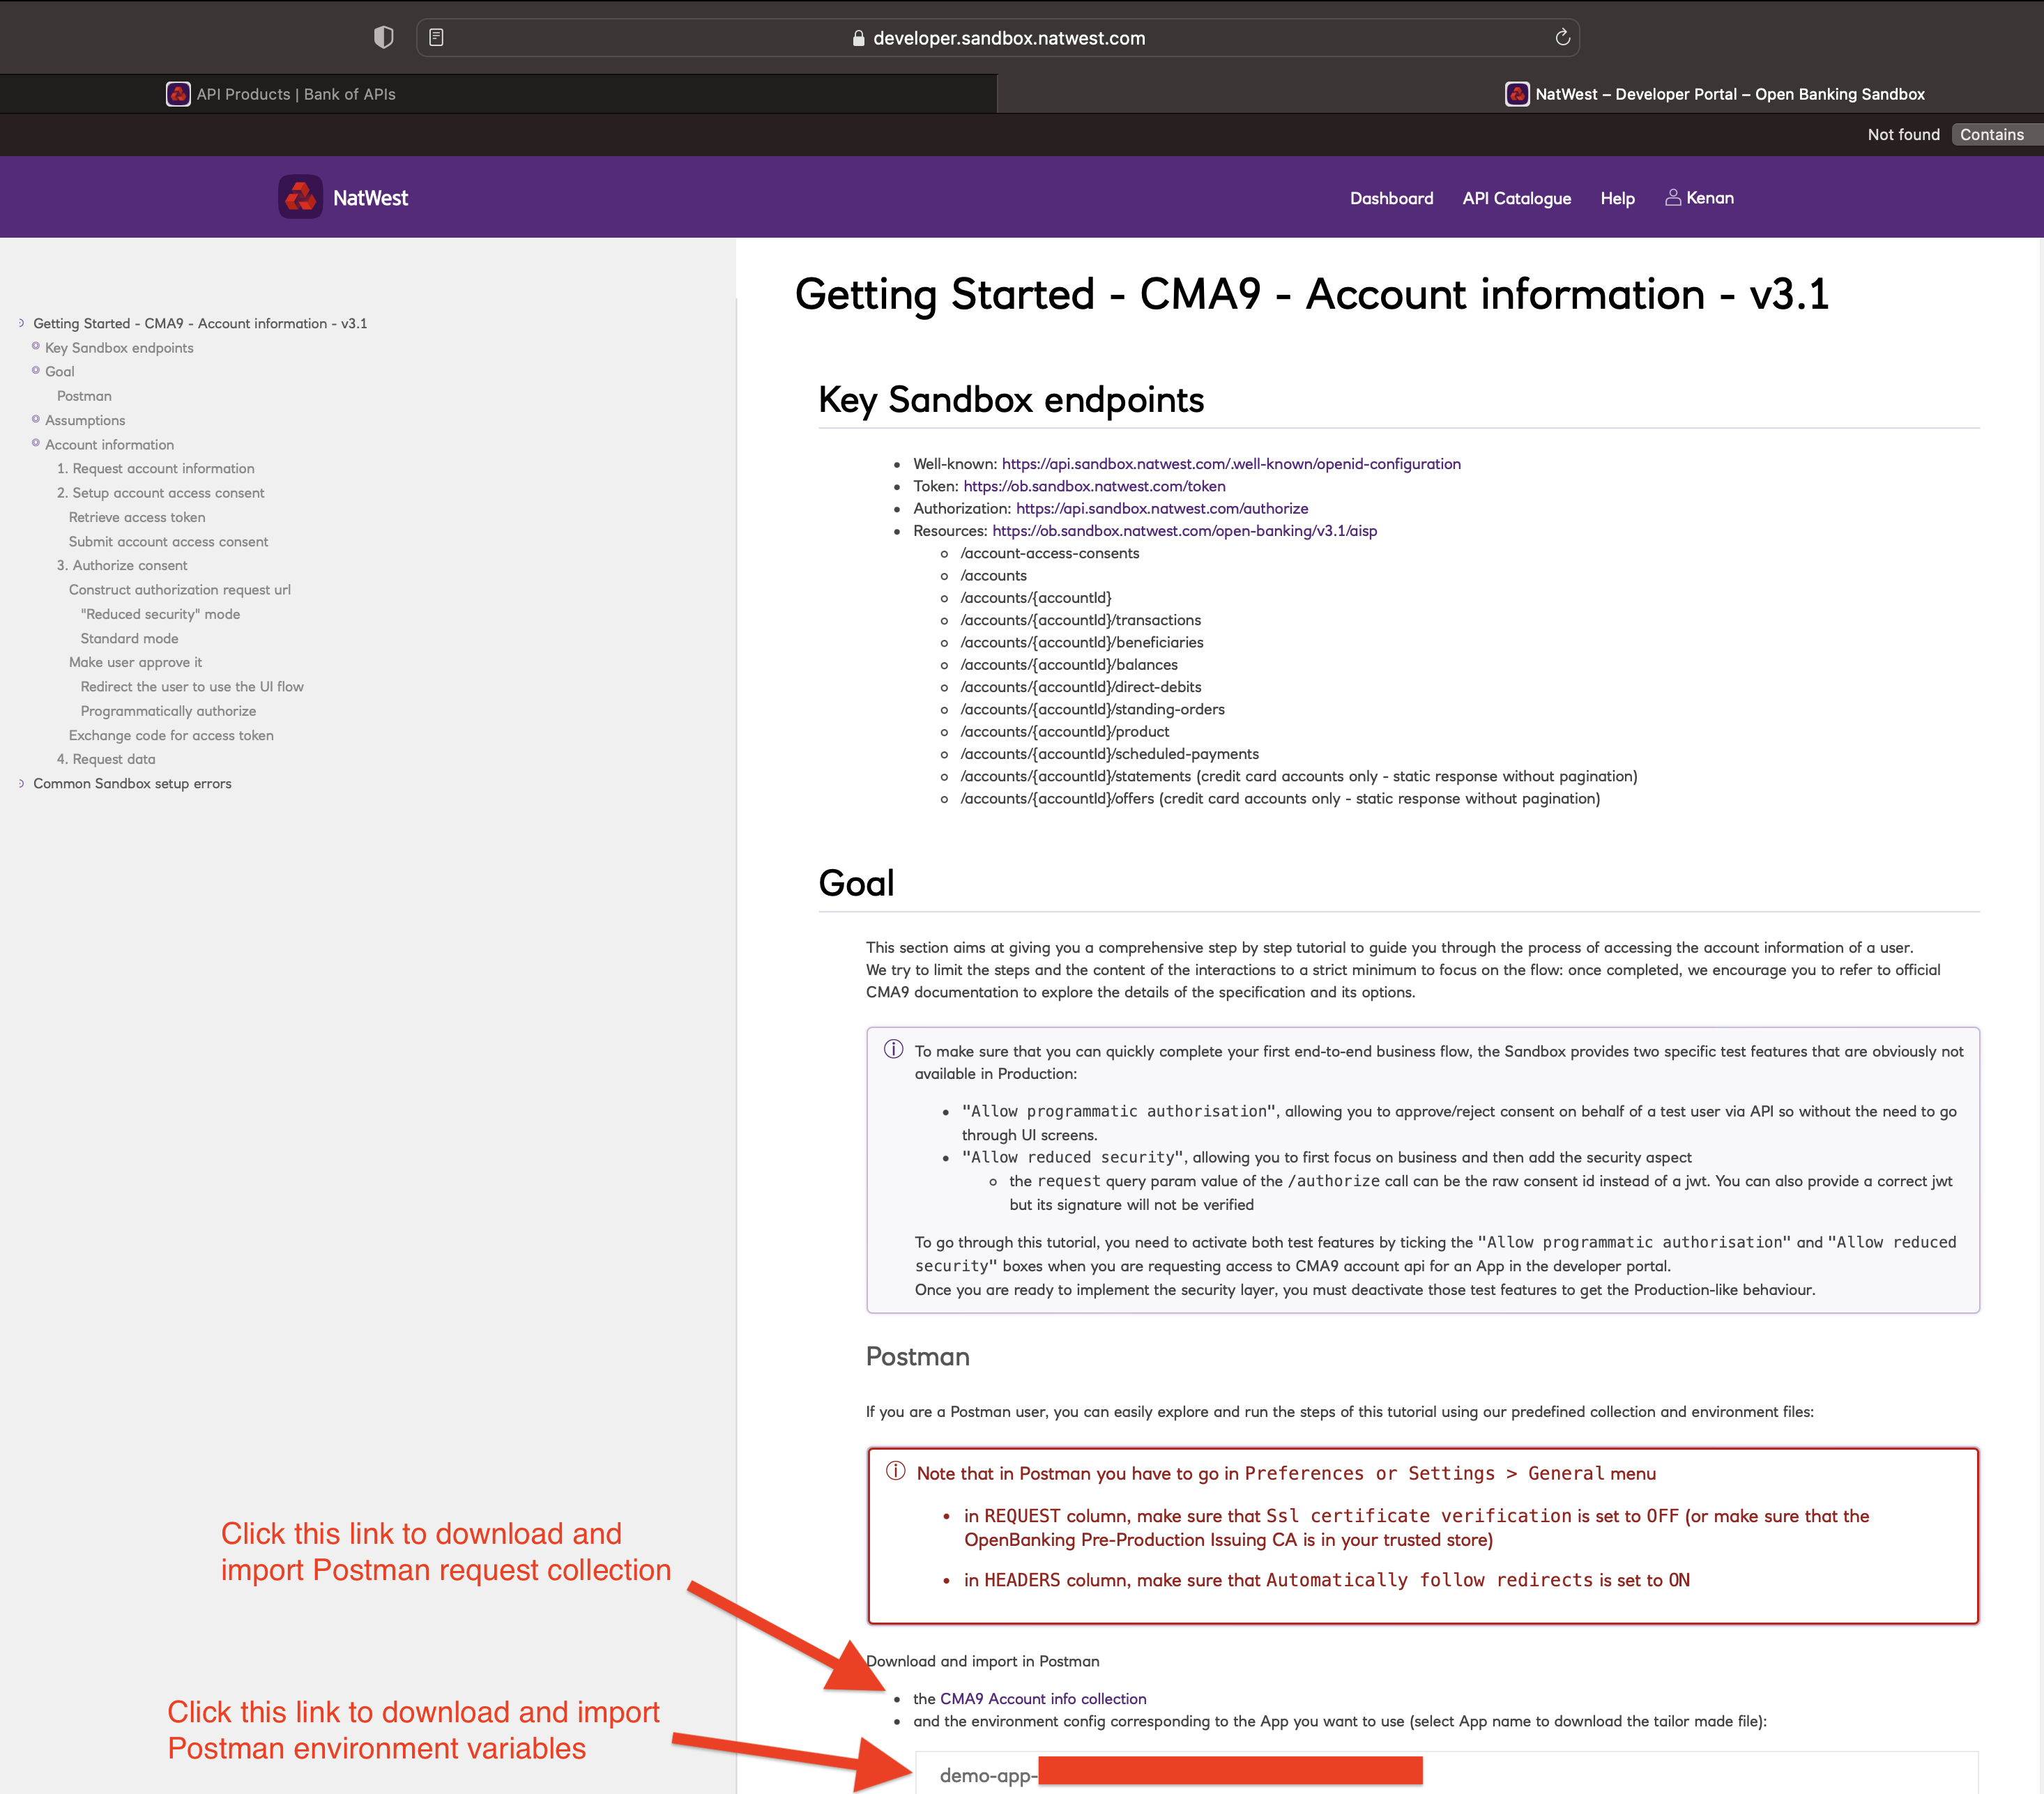 developer.sandbox.natwest.com
API Products | Bank of APIs
NatWest – Developer Portal – Open Banking Sandbox
Not found
Contains
NatWest
Dashboard
API Catalogue
Help
Kenan
Getting Started - CMA9 - Account information - v3.1
Key Sandbox endpoints
Goal
Postman
Assumptions
Account information
1. Request account information
2. Setup account access consent
Retrieve access token
Submit account access consent
3. Authorize consent
Construct authorization request url
"Reduced security" mode
Standard mode
Make user approve it
Redirect the user to use the UI flow
Programmatically authorize
Exchange code for access token
4. Request data
Common Sandbox setup errors
Getting Started - CMA9 - Account information - v3.1
Key Sandbox endpoints
Well-known: https://api.sandbox.natwest.com/.well-known/openid-configuration
Token: https://ob.sandbox.natwest.com/token
Authorization: https://api.sandbox.natwest.com/authorize
Resources: https://ob.sandbox.natwest.com/open-banking/v3.1/aisp
/account-access-consents
/accounts
/accounts/{accountId}
/accounts/{accountId}/transactions
/accounts/{accountId}/beneficiaries
/accounts/{accountId}/balances
/accounts/{accountId}/direct-debits
/accounts/{accountId}/standing-orders
/accounts/{accountId}/product
/accounts/{accountId}/scheduled-payments
/accounts/{accountId}/statements (credit card accounts only - static response without pagination)
/accounts/{accountId}/offers (credit card accounts only - static response without pagination)
Goal
This section aims at giving you a comprehensive step by step tutorial to guide you through the process of accessing the account information of a user.
We try to limit the steps and the content of the interactions to a strict minimum to focus on the flow: once completed, we encourage you to refer to official
CMA9 documentation to explore the details of the specification and its options.
To make sure that you can quickly complete your first end-to-end business flow, the Sandbox provides two specific test features that are obviously not
available in Production:
"Allow programmatic authorisation", allowing you to approve/reject consent on behalf of a test user via API so without the need to go
through UI screens.
"Allow reduced security", allowing you to first focus on business and then add the security aspect
the request query param value of the /authorize call can be the raw consent id instead of a jwt. You can also provide a correct jwt
but its signature will not be verified
To go through this tutorial, you need to activate both test features by ticking the "Allow programmatic authorisation" and "Allow reduced
security" boxes when you are requesting access to CMA9 account api for an App in the developer portal.
Once you are ready to implement the security layer, you must deactivate those test features to get the Production-like behaviour.
Postman
If you are a Postman user, you can easily explore and run the steps of this tutorial using our predefined collection and environment files:
Note that in Postman you have to go in Preferences or Settings > General menu
in REQUEST column, make sure that Ssl certificate verification is set to OFF (or make sure that the
OpenBanking Pre-Production Issuing CA is in your trusted store)
in HEADERS column, make sure that Automatically follow redirects is set to ON
Click this link to download and
import Postman request collection
Download and import in Postman
the CMA9 Account info collection
and the environment config corresponding to the App you want to use (select App name to download the tailor made file):
Click this link to download and import
Postman environment variables
demo-app-